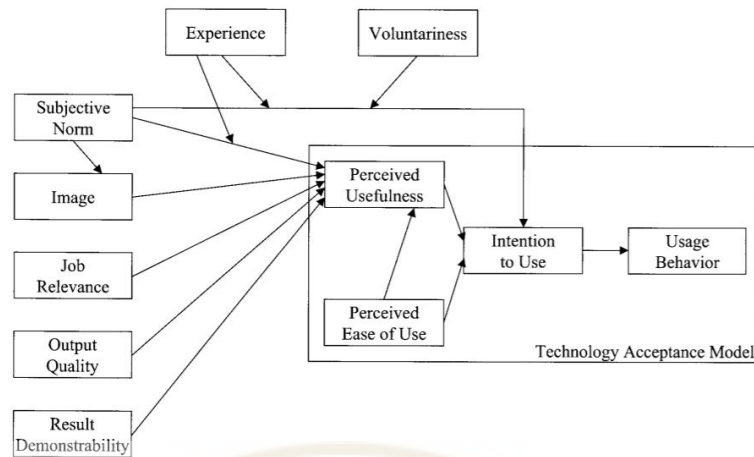 Experience
Voluntariness
Subjective
Norm
Image
Perceived
Usefulness
Intention
to Use
Usage
Behavior
Job
Relevance
Perceived
Ease of Use
Output
Quality
Technology Acceptance Model
Result
Demonstrability